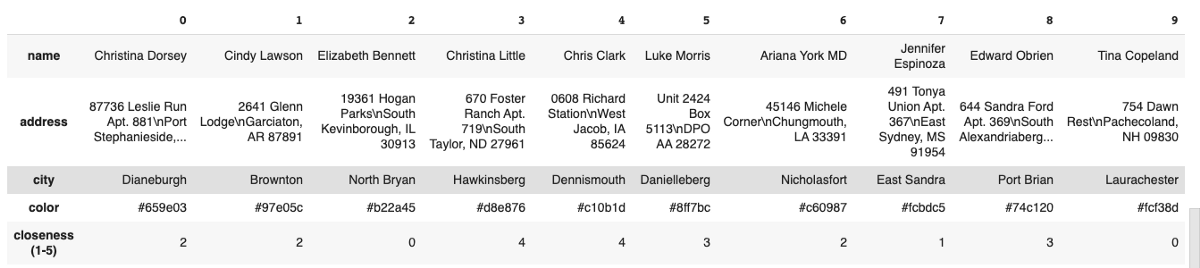 0 1 2 3 4 5 6 7 8 9
name Christina Dorsey Cindy Lawson Elizabeth Bennett Christina Little Chris Clark Luke Morris Ariana York MD Jennifer Espinoza Edward Obrien Tina Copeland
address 87736 Leslie Run Apt. 881\nPort Stephanieside,... 2641 Glenn Lodge\nGarciaton, AR 87891 19361 Hogan Parks\nSouth Kevinborough, IL 30913 670 Foster Ranch Apt. 719\nSouth Taylor, ND 27961 0608 Richard Station\nWest Jacob, IA 85624 Unit 2424 Box 5113\nDPO AA 28272 45146 Michele Corner\nChungmouth, LA 33391 491 Tonya Union Apt. 367\nEast Sydney, MS 91954 644 Sandra Ford Apt. 369\nSouth Alexandriaberg... 754 Dawn Rest\nPachecoland, NH 09830
city Dianeburgh Brownton North Bryan Hawkinsberg Dennismouth Danielleberg Nicholasfort East Sandra Port Brian Laurachester
color #659e03 #97e05c #b22a45 #d8e876 #c10b1d #8ff7bc #c60987 #fcbdc5 #74c120 #fcf38d
closeness (1-5) 2 2 0 4 4 3 2 1 3 0